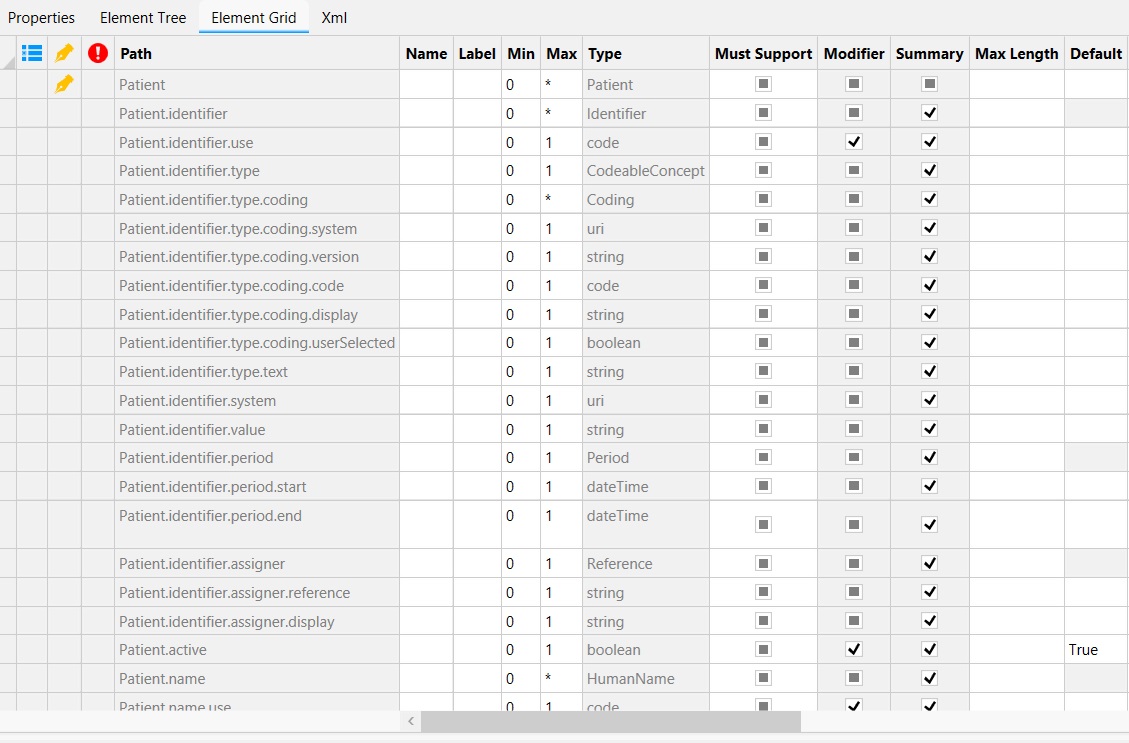 Properties Element Tree Element Grid Xml
Path Name Label Min Max Type Must Support Modifier Summary Max Length Default
Patient 0 * Patient
Patient.identifier 0 * Identifier
Patient.identifier.use 0 1 code
Patient.identifier.type 0 1 CodeableConcept
Patient.identifier.type.coding 0 * Coding
Patient.identifier.type.coding.system 0 1 uri
Patient.identifier.type.coding.version 0 1 string
Patient.identifier.type.coding.code 0 1 code
Patient.identifier.type.coding.display 0 1 string
Patient.identifier.type.coding.userSelected 0 1 boolean
Patient.identifier.type.text 0 1 string
Patient.identifier.system 0 1 uri
Patient.identifier.value 0 1 string
Patient.identifier.period 0 1 Period
Patient.identifier.period.start 0 1 dateTime
Patient.identifier.period.end 0 1 dateTime
Patient.identifier.assigner 0 1 Reference
Patient.identifier.assigner.reference 0 1 string
Patient.identifier.assigner.display 0 1 string
Patient.active 0 1 boolean True
Patient.name 0 * HumanName
Patient.name.use 0 1 code